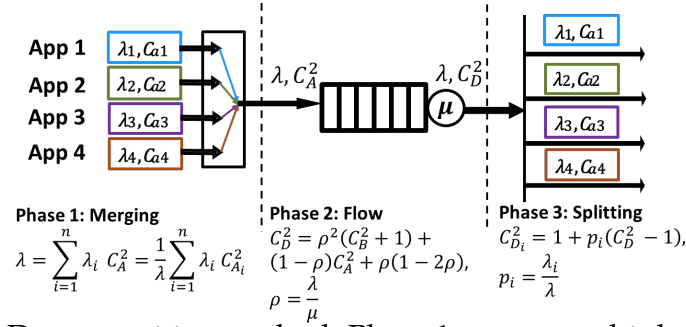 App 1 λ₁, Cₐ₁
App 2 λ₂, Cₐ₂
App 3 λ₃, Cₐ₃
App 4 λ₄, Cₐ₄
λ, C_A^2
μ
λ, C_D^2
λ₁, Cₐ₁
λ₂, Cₐ₂
λ₃, Cₐ₃
λ₄, Cₐ₄
Phase 1: Merging
λ = ∑_{i=1}^{n} λ_i C_A^2 = \frac{1}{λ} ∑_{i=1}^{n} λ_i C_{A_i}^2
Phase 2: Flow
C_D^2 = ρ^2(C_B^2 + 1) +
(1 − ρ)C_A^2 + ρ(1 − 2ρ),
ρ = \frac{λ}{μ}
Phase 3: Splitting
C_{D_i}^2 = 1 + p_i(C_D^2 − 1),
p_i = \frac{λ_i}{λ}